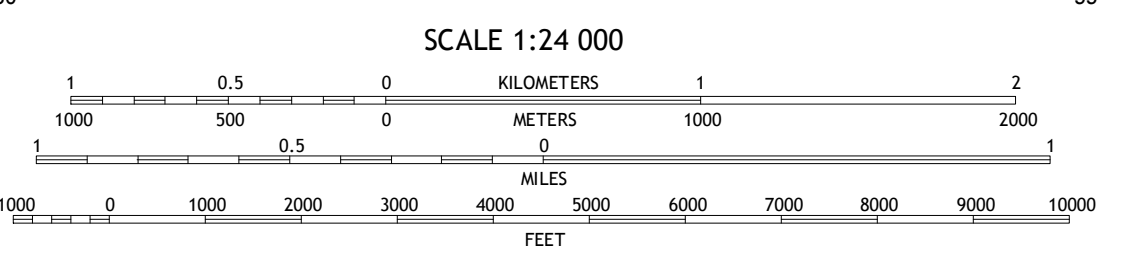 SCALE 1:24 000
1 0.5 0 KILOMETERS 1 2
1000 500 0 METERS 1000 2000
1 0.5 0 1
MILES
1000 0 1000 2000 3000 4000 5000 6000 7000 8000 9000 10000
FEET